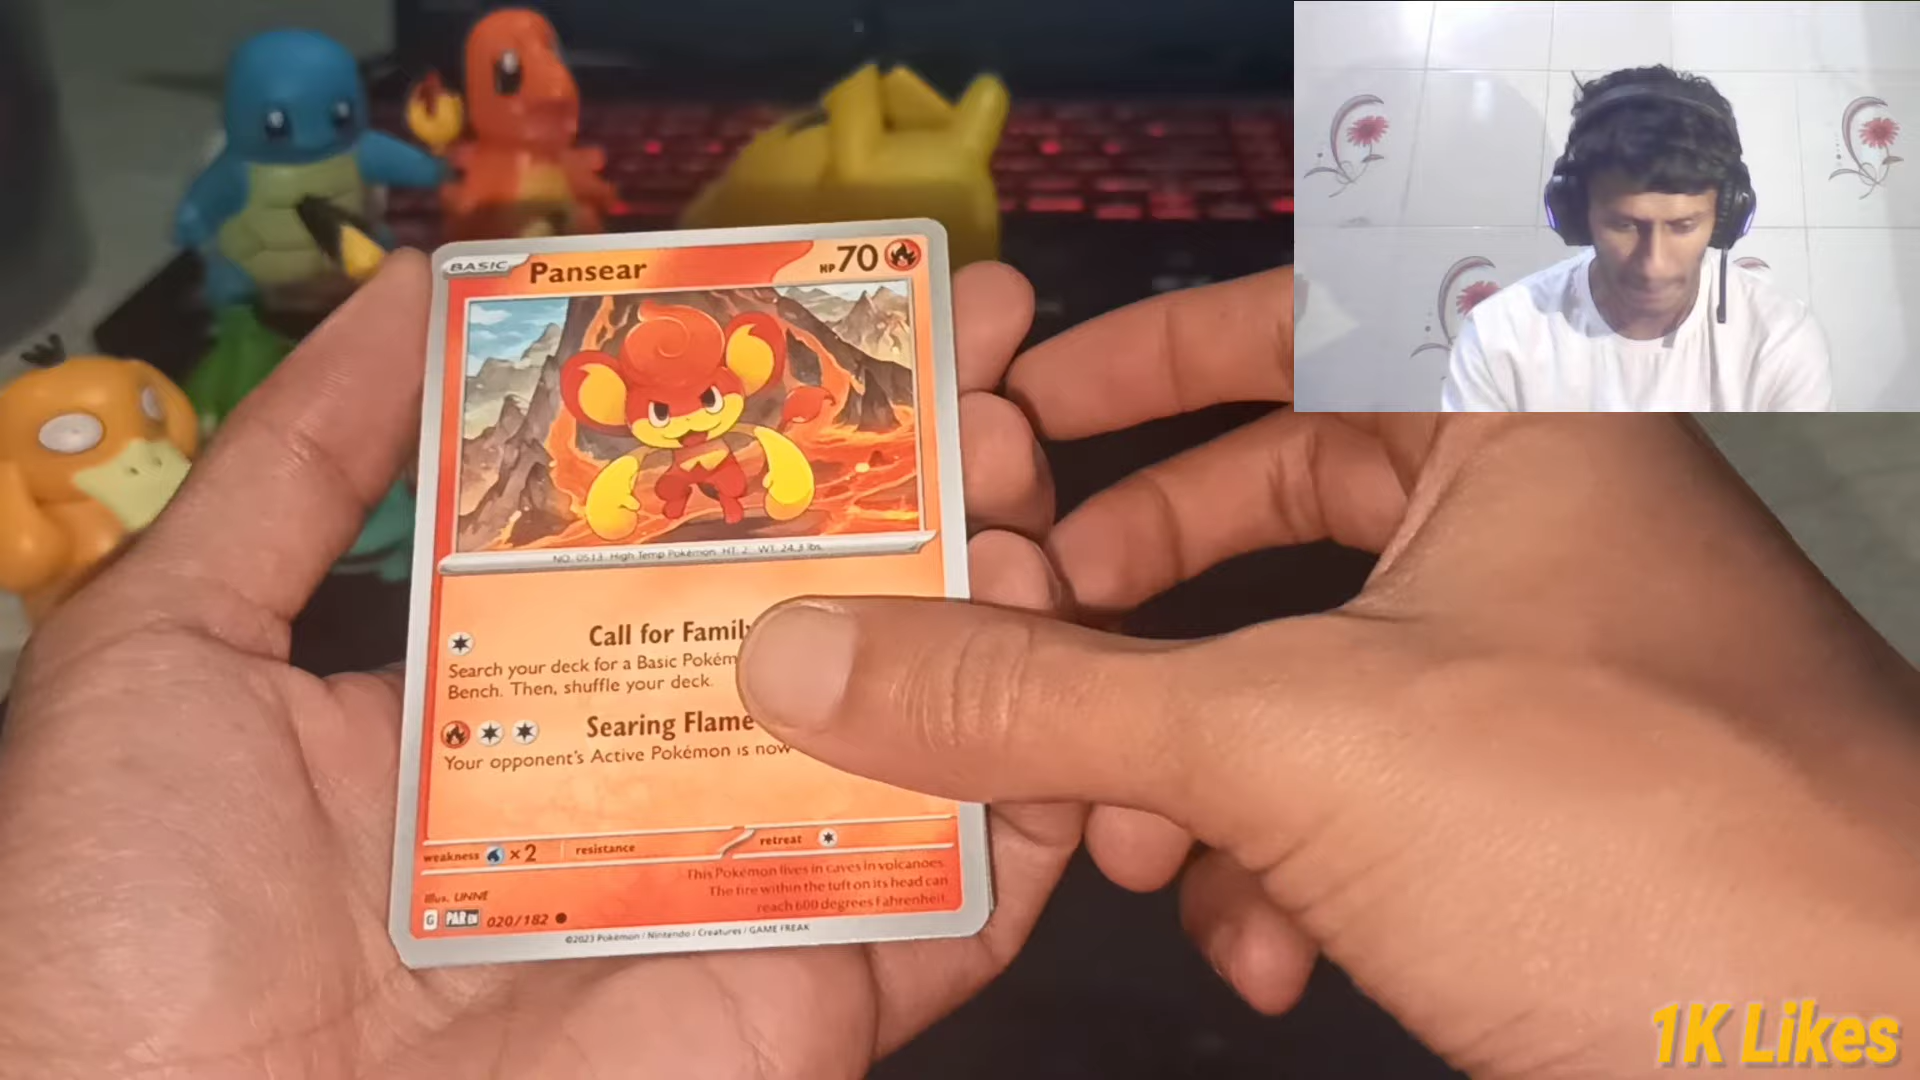 BASIC Pansear HP 70
NO. 0513 High Temp Pokémon HT: 2 WT: 24.3 lbs.
Call for Family
Search your deck for a Basic Pokém
Bench. Then, shuffle your deck.
Searing Flame
Your opponent's Active Pokémon is now
weakness ×2 resistance retreat
This Pokémon lives in caves in volcanoes.
The fire within the tuft on its head can
reach 600 degrees Fahrenheit.
Illus. UNNE
G PAR EN 020/182
©2023 Pokémon / Nintendo / Creatures / GAME FREAK
1K Likes